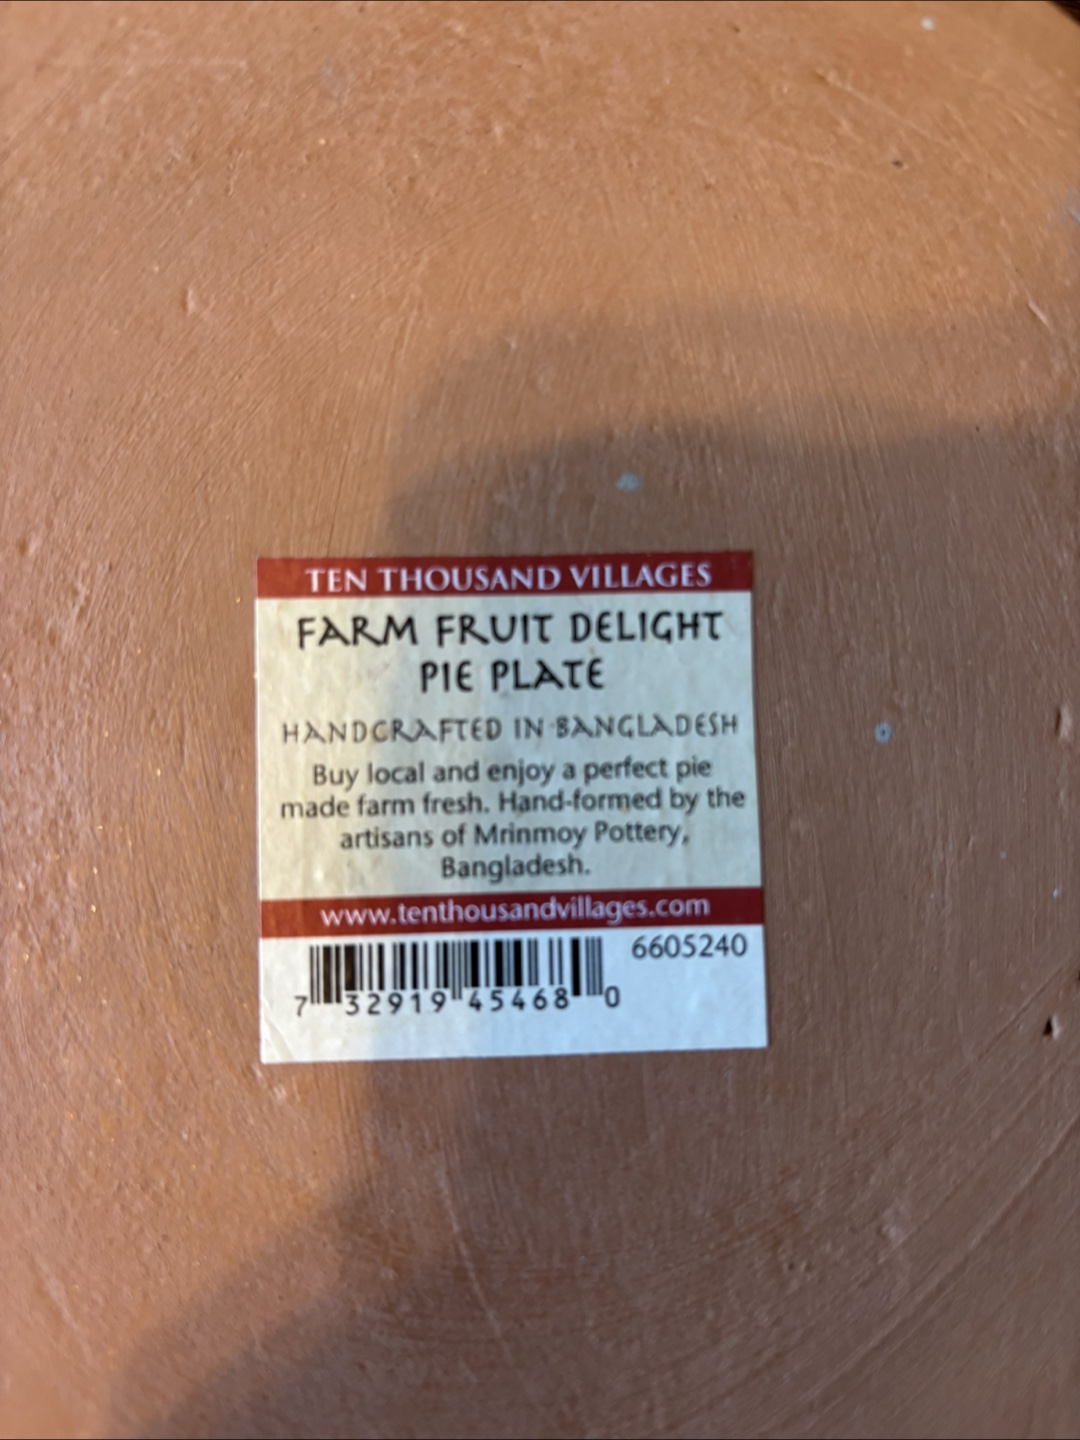 TEN THOUSAND VILLAGES
FARM FRUIT DELIGHT
PIE PLATE
HANDCRAFTED IN BANGLADESH
Buy local and enjoy a perfect pie
made farm fresh. Hand-formed by the
artisans of Mrinmoy Pottery,
Bangladesh.
www.tenthousandvillages.com
6605240
7 32919 45468 0